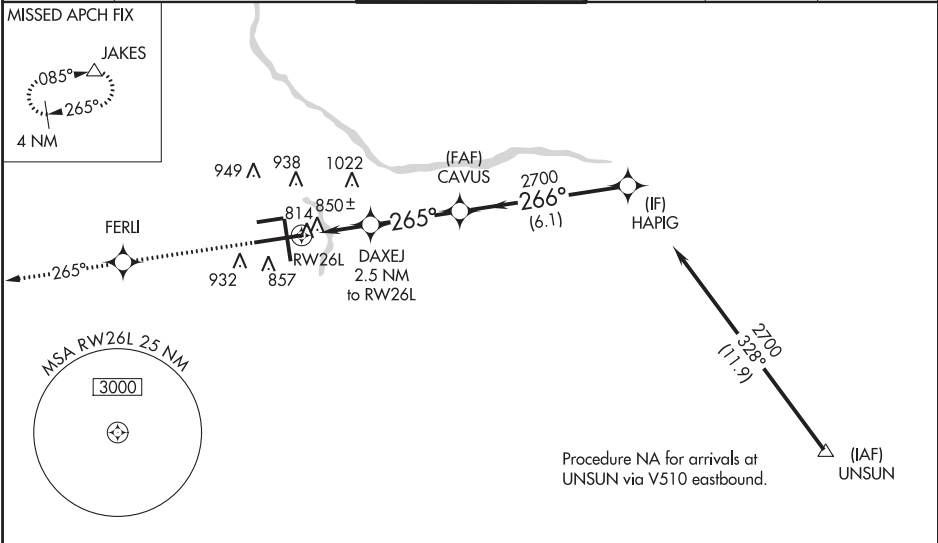 MISSED APCH FIX
JAKES
085°
265°
4 NM
949
938
1022
(FAF)
CAVUS
2700
266°
(6.1)
(IF)
HAPIG
814
850±
265°
FERLI
RW26L
DAXEJ
2.5 NM
to RW26L
265°
932
857
MSA RW26L 25 NM
3000
2700
328°
(11.9)
Procedure NA for arrivals at
UNSUN via V510 eastbound.
(IAF)
UNSUN